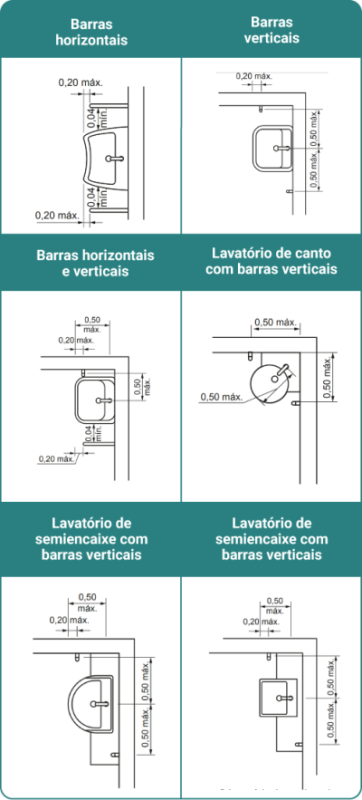 Barras
horizontais
Barras
verticais
0,20 máx.
0,04
mín.
0,04
mín.
0,20 máx.
0,20 máx.
0,50 máx.
0,50 máx.
Barras horizontais
e verticais
Lavatório de canto
com barras verticais
0,50
máx.
0,20 máx.
0,50
máx.
0,04
mín.
0,20 máx.
0,50 máx.
0,50 máx.
0,50 máx.
Lavatório de
semiencaixe com
barras verticais
Lavatório de
semiencaixe com
barras verticais
0,50
máx.
0,20 máx.
0,50 máx.
0,50 máx.
0,50
máx.
0,20 máx.
0,50 máx.
0,50 máx.